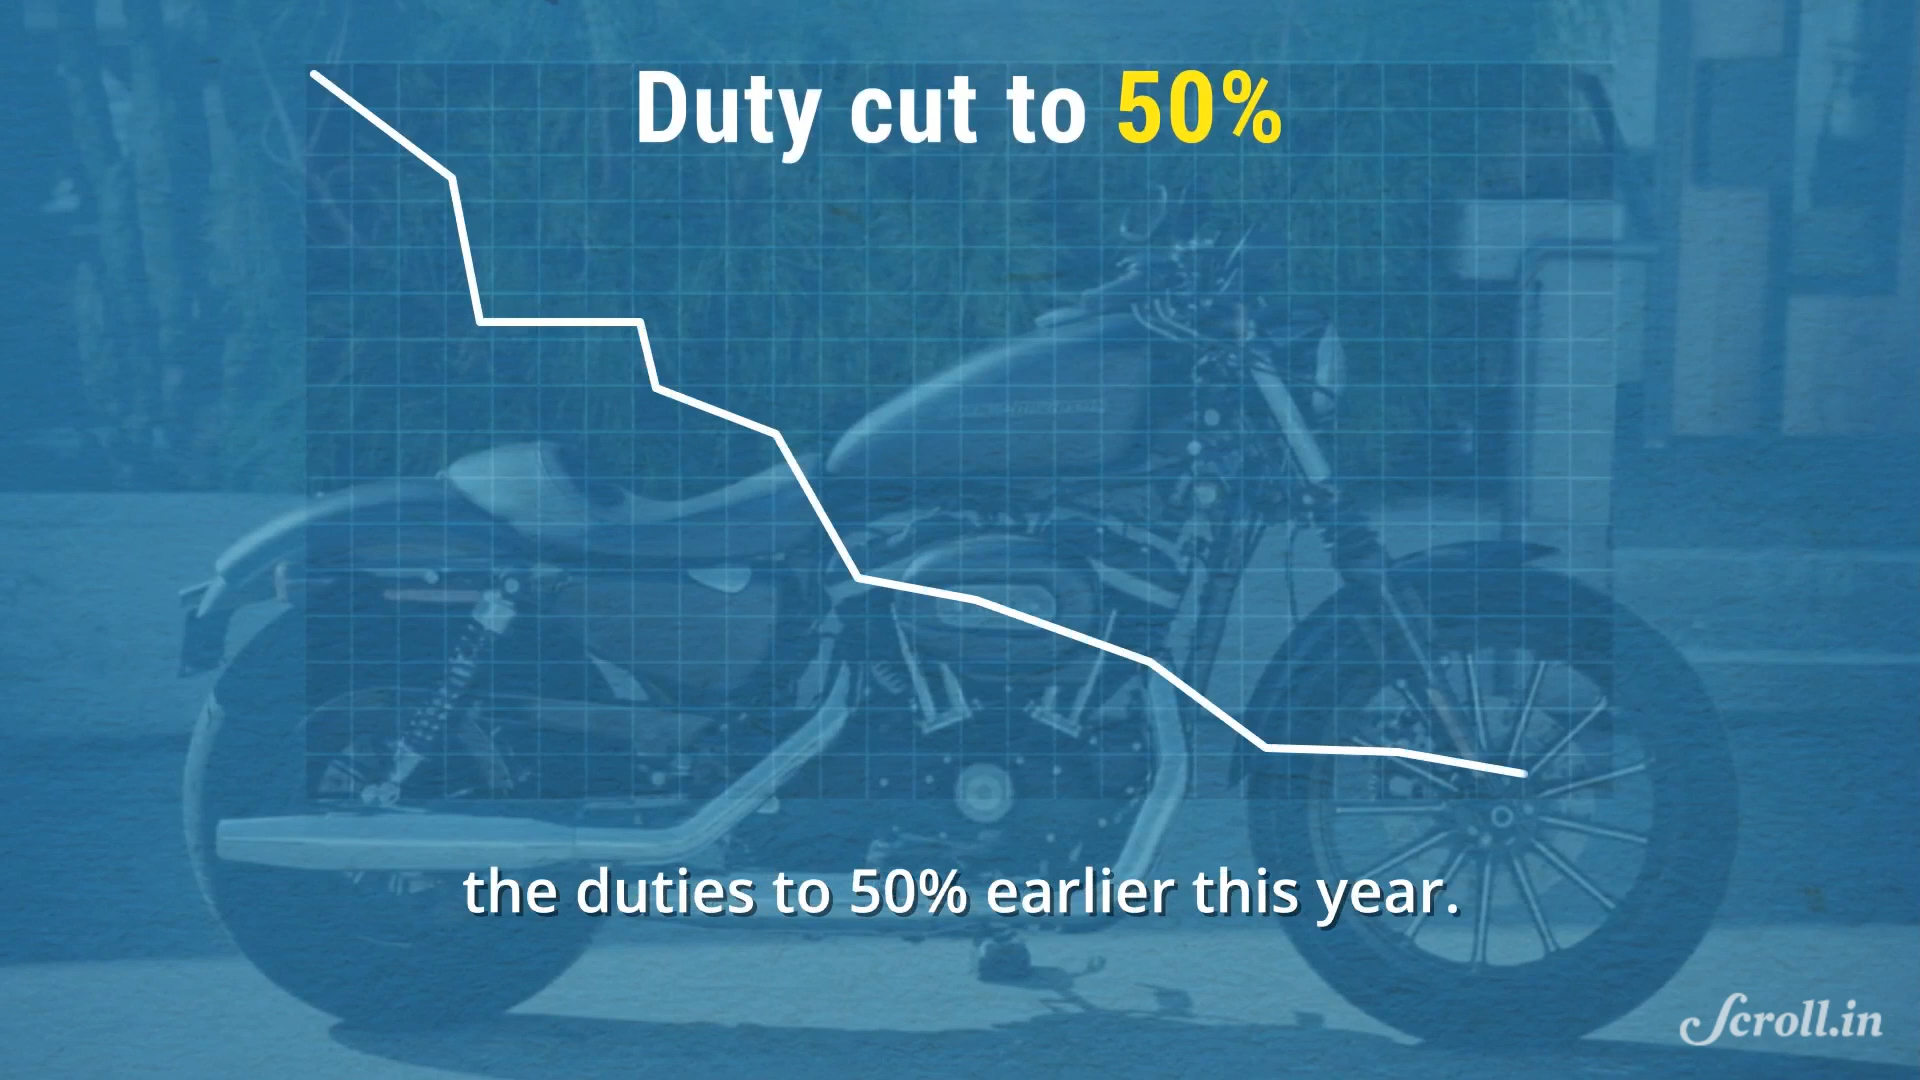 Duty cut to 50%
the duties to 50% earlier this year.
Scroll.in